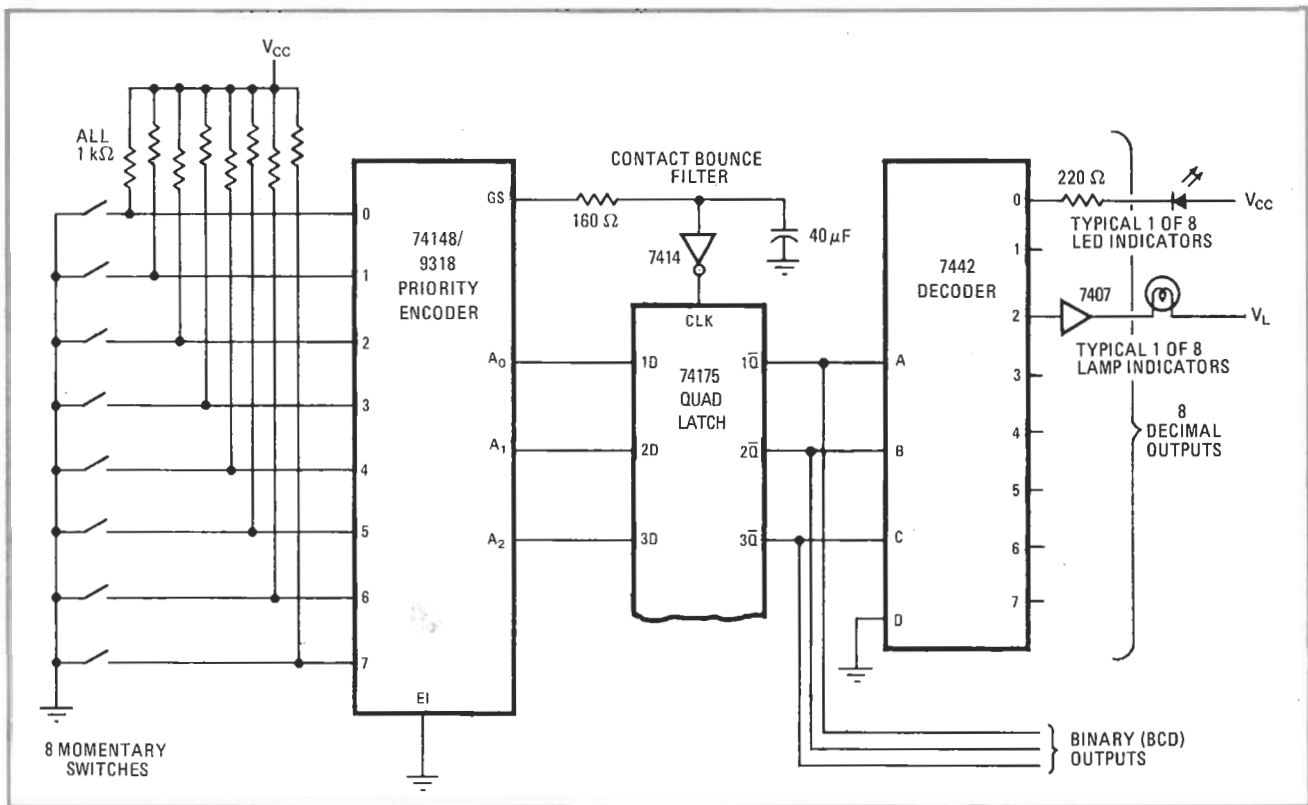 V_CC
ALL
1 kΩ
0
1
2
3
4
5
6
7
8 MOMENTARY
SWITCHES
74148/
9318
PRIORITY
ENCODER
GS
A_0
A_1
A_2
EI
CONTACT BOUNCE
FILTER
160 Ω
7414
40 µF
CLK
1D
2D
3D
74175
QUAD
LATCH
1Q̅
2Q̅
3Q̅
7442
DECODER
A
B
C
D
0
1
2
3
4
5
6
7
220 Ω
V_CC
TYPICAL 1 OF 8
LED INDICATORS
7407
V_L
TYPICAL 1 OF 8
LAMP INDICATORS
8
DECIMAL
OUTPUTS
BINARY (BCD)
OUTPUTS